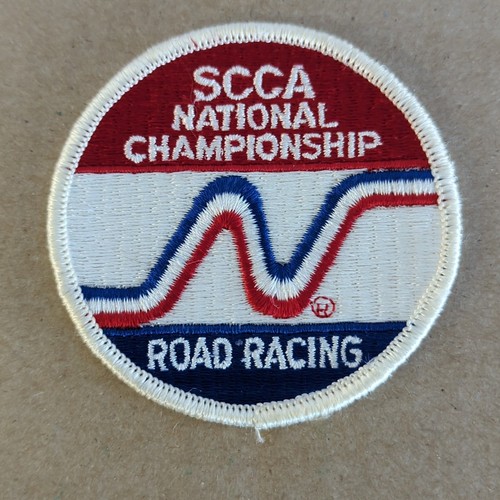 SCCA
NATIONAL
CHAMPIONSHIP
®
ROAD RACING